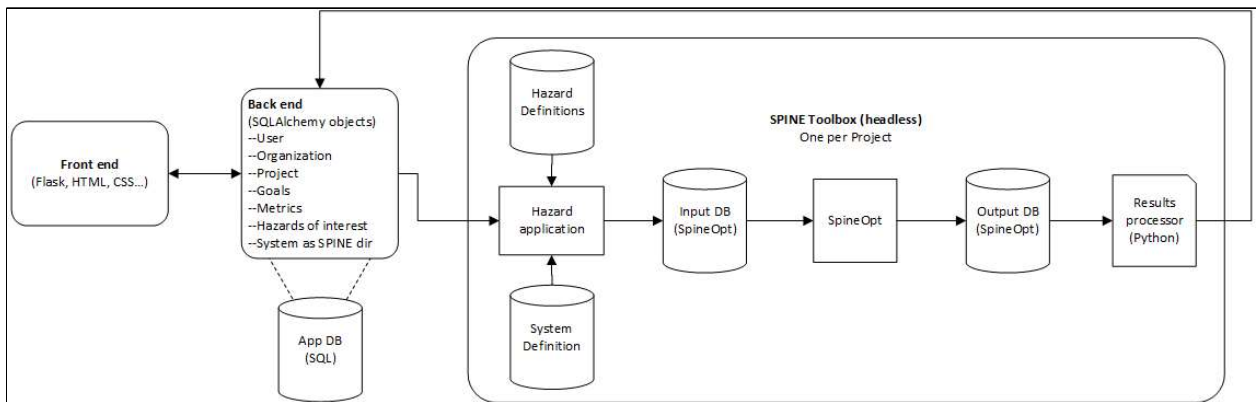 Front end
(Flask, HTML, CSS...)
Back end
(SQLAlchemy objects)
--User
--Organization
--Project
--Goals
--Metrics
--Hazards of interest
--System as SPINE dir
App DB
(SQL)
Hazard
Definitions
Hazard
application
System
Definition
SPINE Toolbox (headless)
One per Project
Input DB
(SpineOpt)
SpineOpt
Output DB
(SpineOpt)
Results
processor
(Python)